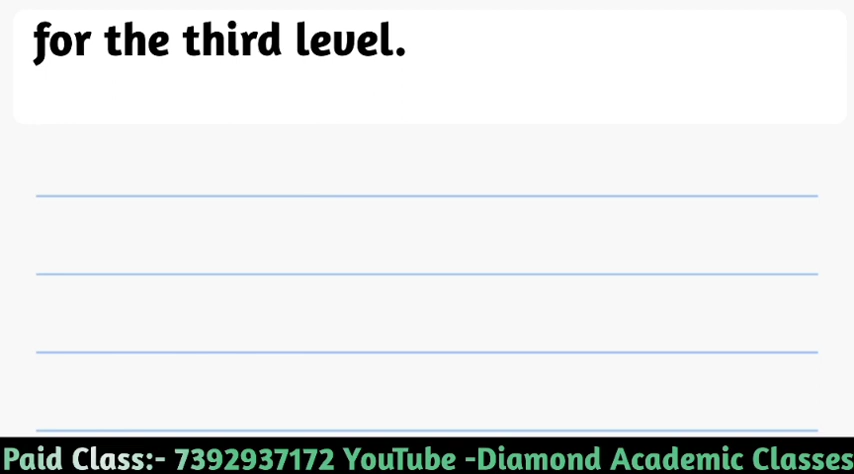 for the third level.
Paid Class:- 7392937172 YouTube -Diamond Academic Classes